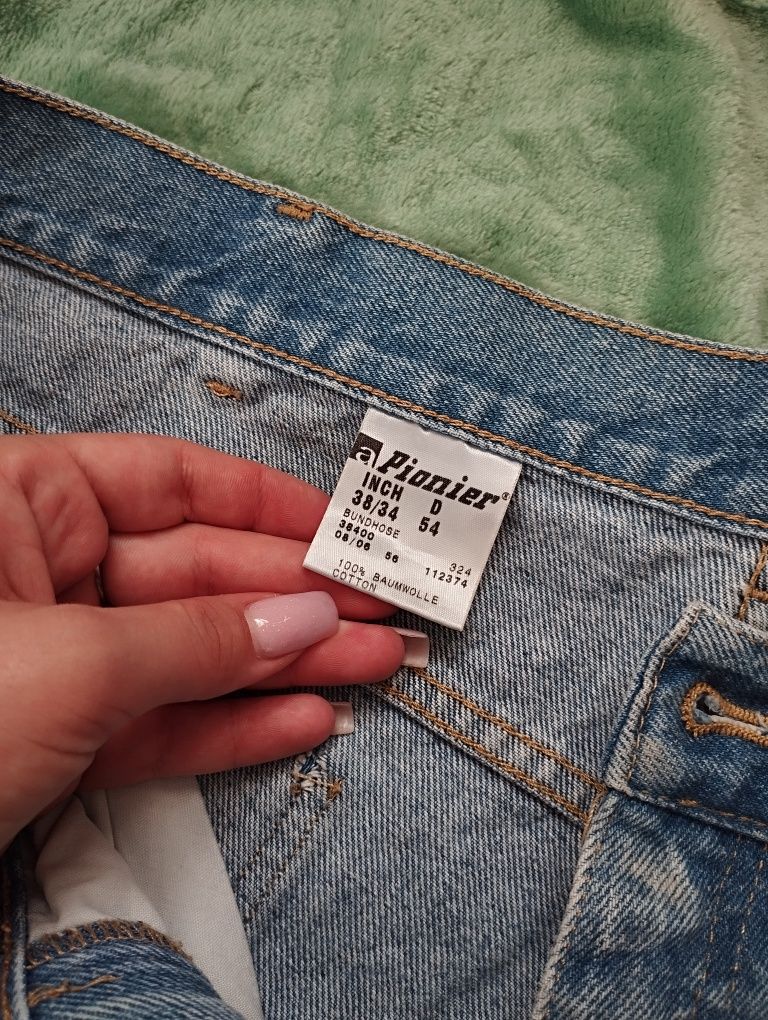 a Pionier®
INCH D
38/34 54
BUNDHOSE
38400 324
08/06 56 112374
100% BAUMWOLLE
COTTON